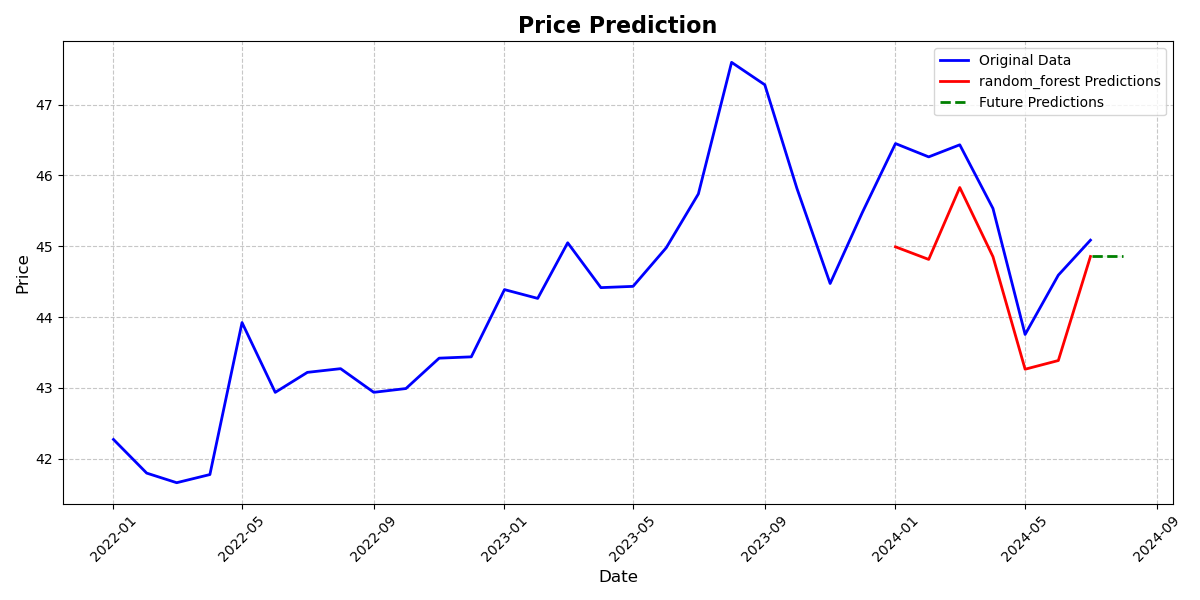 Price Prediction
Original Data
random_forest Predictions
Future Predictions
Price
47
46
45
44
43
42
2022-01
2022-05
2022-09
2023-01
2023-05
2023-09
2024-01
2024-05
2024-09
Date